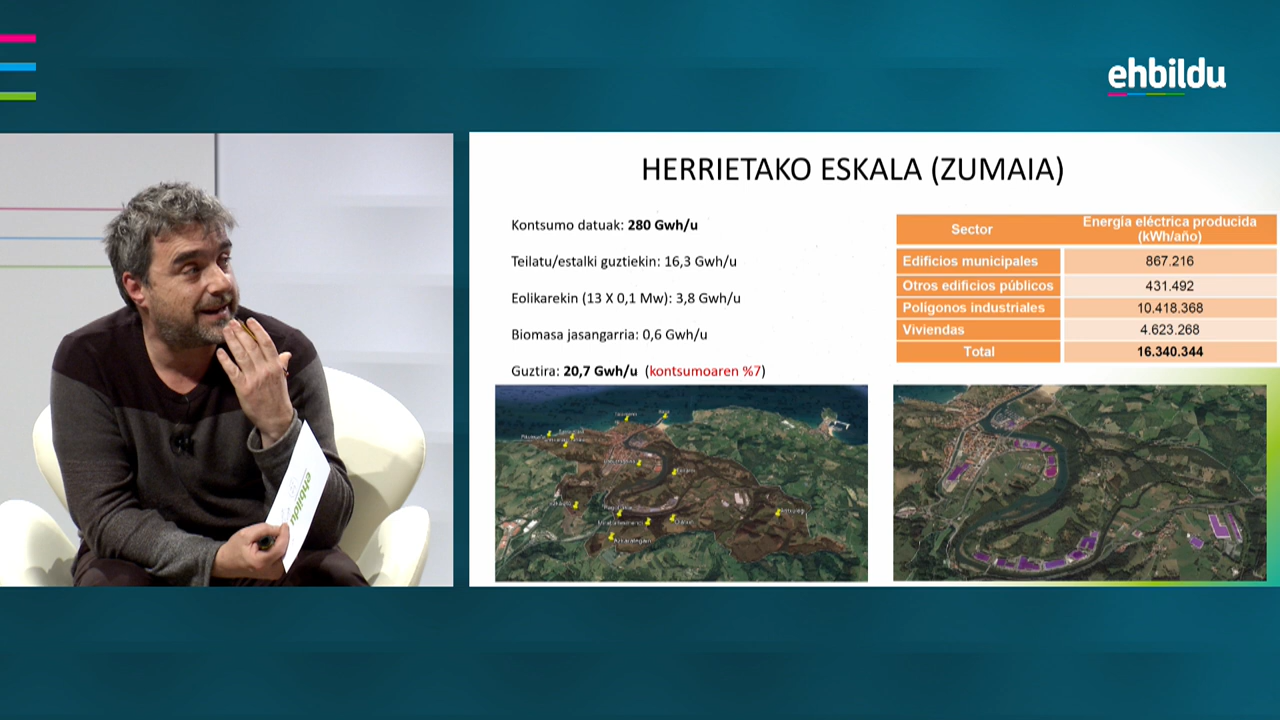 ehbildu
HERRIETAKO ESKALA (ZUMAIA)
Kontsumo datuak: 280 Gwh/u
Teilatu/estalki guztiekin: 16,3 Gwh/u
Eolikarekin (13 X 0,1 Mw): 3,8 Gwh/u
Biomasa jasangarria: 0,6 Gwh/u
Guztira: 20,7 Gwh/u (kontsumoaren %7)
Sector
Energía eléctrica producida
(kWh/año)
Edificios municipales 867.216
Otros edificios públicos 431.492
Polígonos industriales 10.418.368
Viviendas 4.623.268
Total 16.340.344
ehbildu